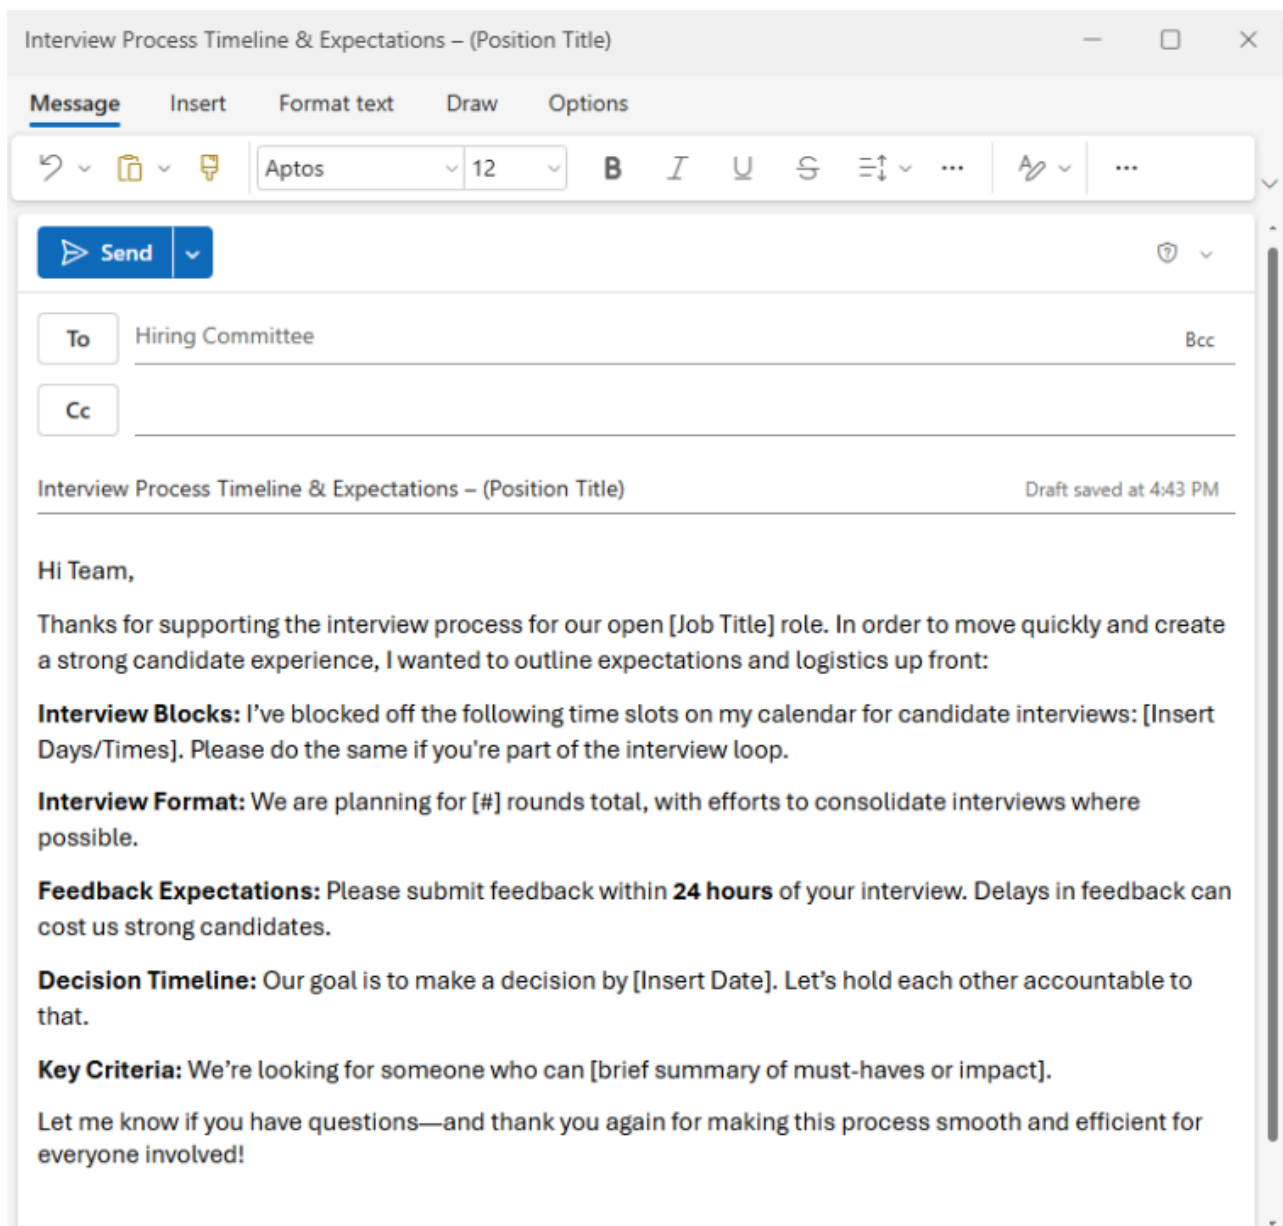 Interview Process Timeline & Expectations – (Position Title)
Message Insert Format text Draw Options
Aptos 12 B I U S
Send
To Hiring Committee Bcc
Cc
Interview Process Timeline & Expectations – (Position Title) Draft saved at 4:43 PM
Hi Team,
Thanks for supporting the interview process for our open [Job Title] role. In order to move quickly and create
a strong candidate experience, I wanted to outline expectations and logistics up front:
Interview Blocks: I’ve blocked off the following time slots on my calendar for candidate interviews: [Insert
Days/Times]. Please do the same if you're part of the interview loop.
Interview Format: We are planning for [#] rounds total, with efforts to consolidate interviews where
possible.
Feedback Expectations: Please submit feedback within 24 hours of your interview. Delays in feedback can
cost us strong candidates.
Decision Timeline: Our goal is to make a decision by [Insert Date]. Let’s hold each other accountable to
that.
Key Criteria: We’re looking for someone who can [brief summary of must-haves or impact].
Let me know if you have questions—and thank you again for making this process smooth and efficient for
everyone involved!